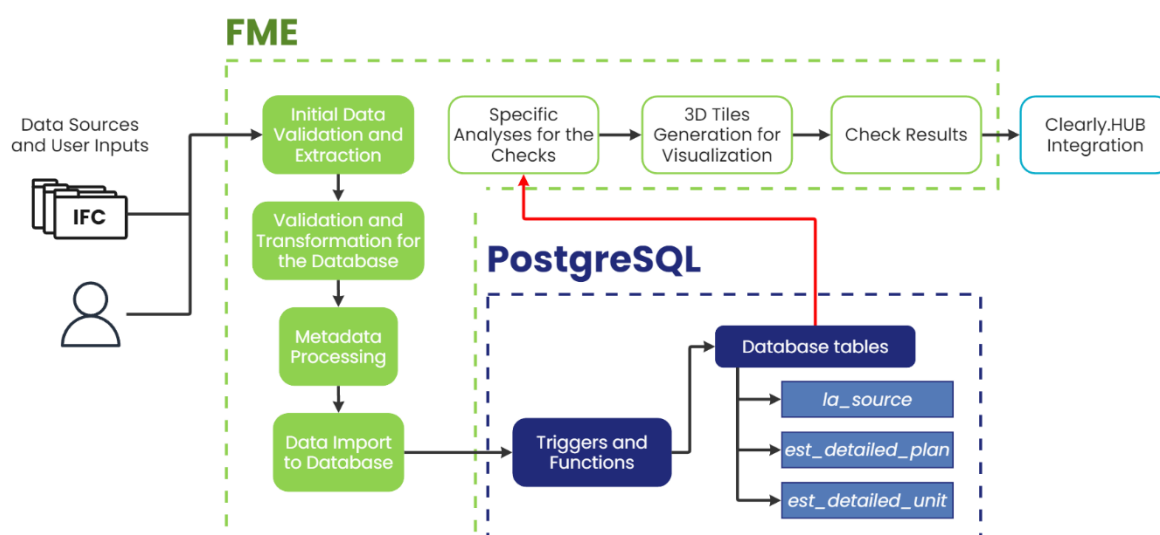 FME
Data Sources
and User Inputs
IFC
Initial Data
Validation and
Extraction
Validation and
Transformation for
the Database
Metadata
Processing
Data Import
to Database
Specific
Analyses for the
Checks
3D Tiles
Generation for
Visualization
Check Results
Clearly.HUB
Integration
PostgreSQL
Triggers and
Functions
Database tables
la_source
est_detailed_plan
est_detailed_unit